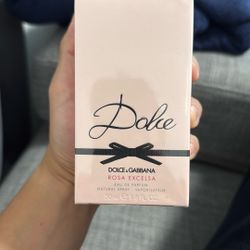 Dolce
DOLCE & GABBANA
ROSA EXCELSA
EAU DE PARFUM
NATURAL SPRAY - VAPORISATEUR